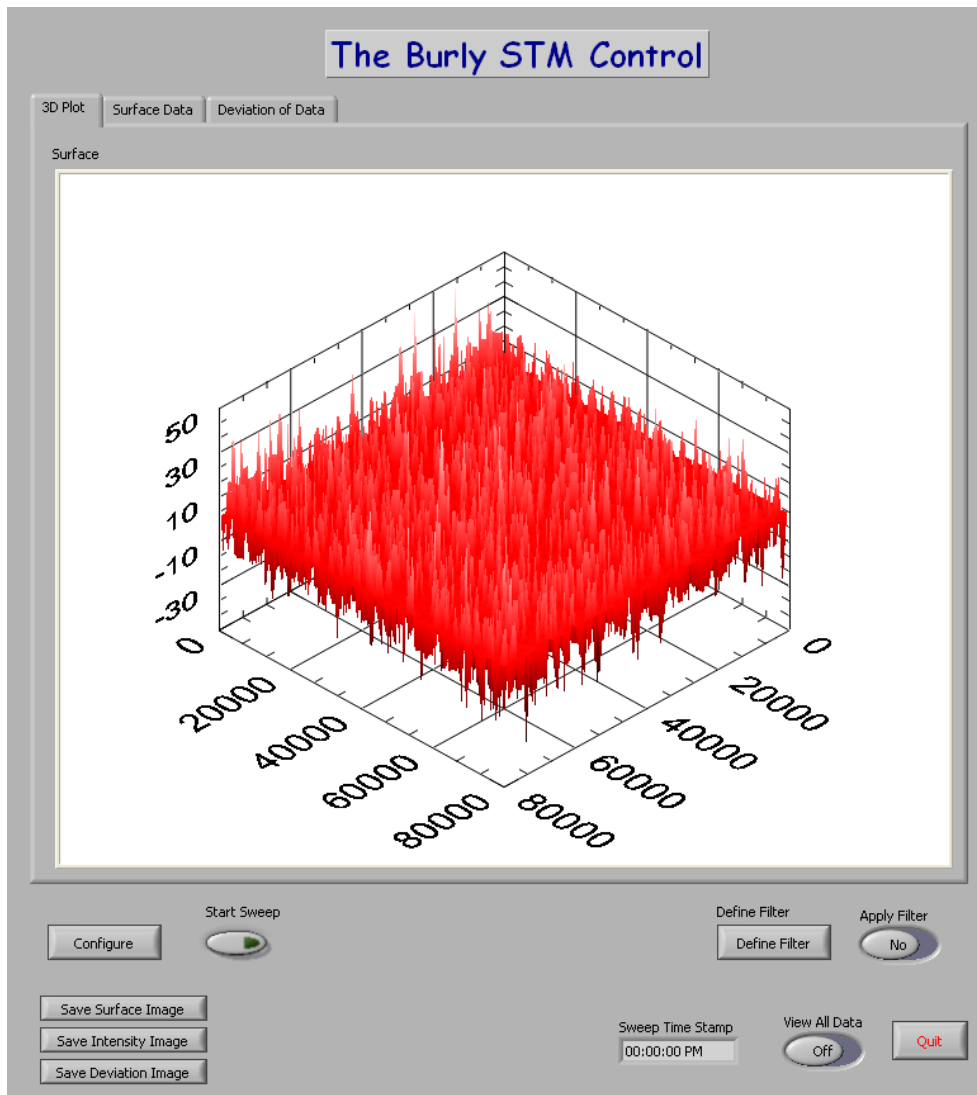 The Burly STM Control
3D Plot
Surface Data
Deviation of Data
Surface
50
30
10
-10
-30
0
20000
40000
60000
80000
80000
60000
40000
20000
0
Start Sweep
Define Filter
Apply Filter
Configure
Define Filter
No
Save Surface Image
Save Intensity Image
Save Deviation Image
Sweep Time Stamp
00:00:00 PM
View All Data
Off
Quit